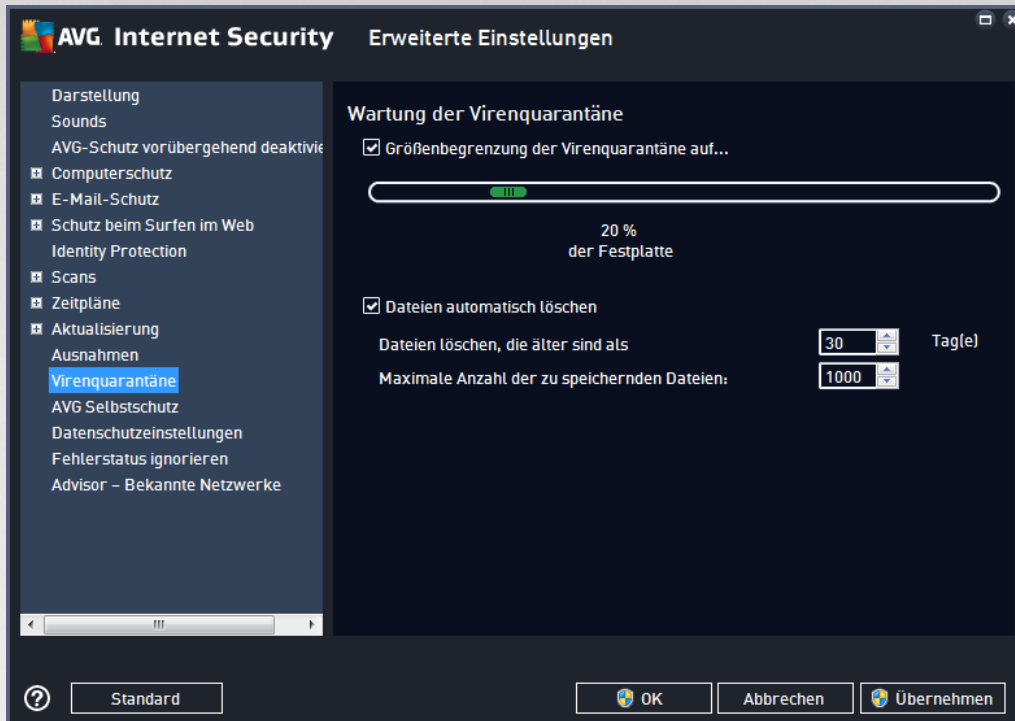 AVG. Internet Security Erweiterte Einstellungen
Darstellung
Sounds
AVG-Schutz vorübergehend deaktivie
Computerschutz
E-Mail-Schutz
Schutz beim Surfen im Web
Identity Protection
Scans
Zeitpläne
Aktualisierung
Ausnahmen
Virenquarantäne
AVG Selbstschutz
Datenschutzeinstellungen
Fehlerstatus ignorieren
Advisor – Bekannte Netzwerke
Wartung der Virenquarantäne
Größenbegrenzung der Virenquarantäne auf...
20 %
der Festplatte
Dateien automatisch löschen
Dateien löschen, die älter sind als 30 Tag(e)
Maximale Anzahl der zu speichernden Dateien: 1000
? Standard OK Abbrechen Übernehmen